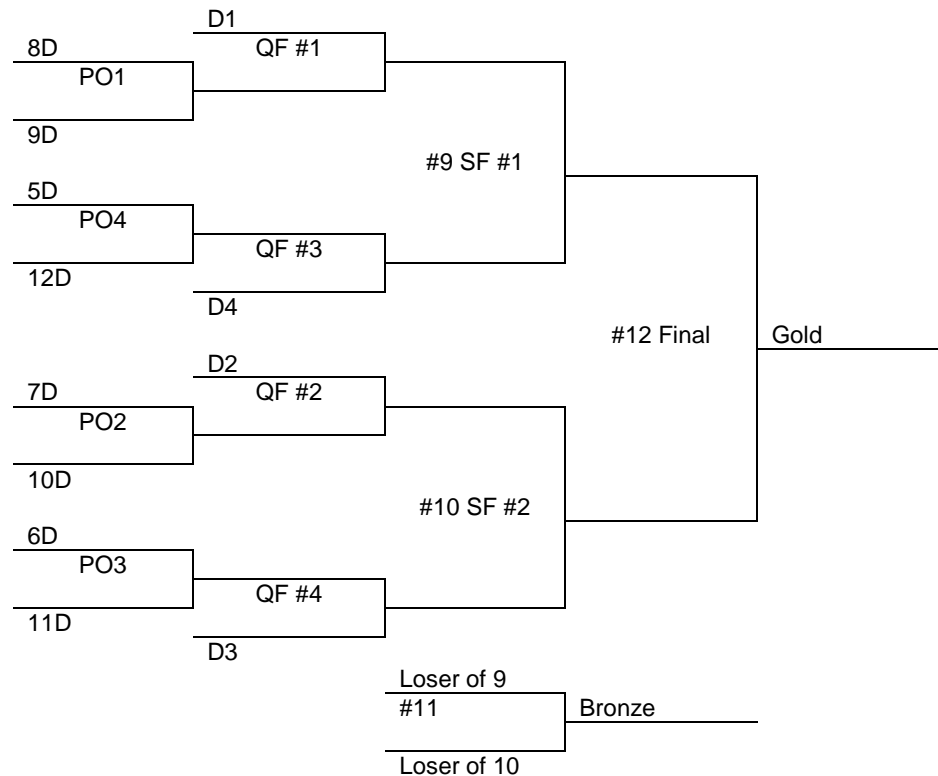 D1
8D
QF #1
PO1
9D
#9 SF #1
5D
PO4
QF #3
12D
D4
#12 Final
Gold
D2
7D
QF #2
PO2
10D
#10 SF #2
6D
PO3
QF #4
11D
D3
Loser of 9
#11
Bronze
Loser of 10